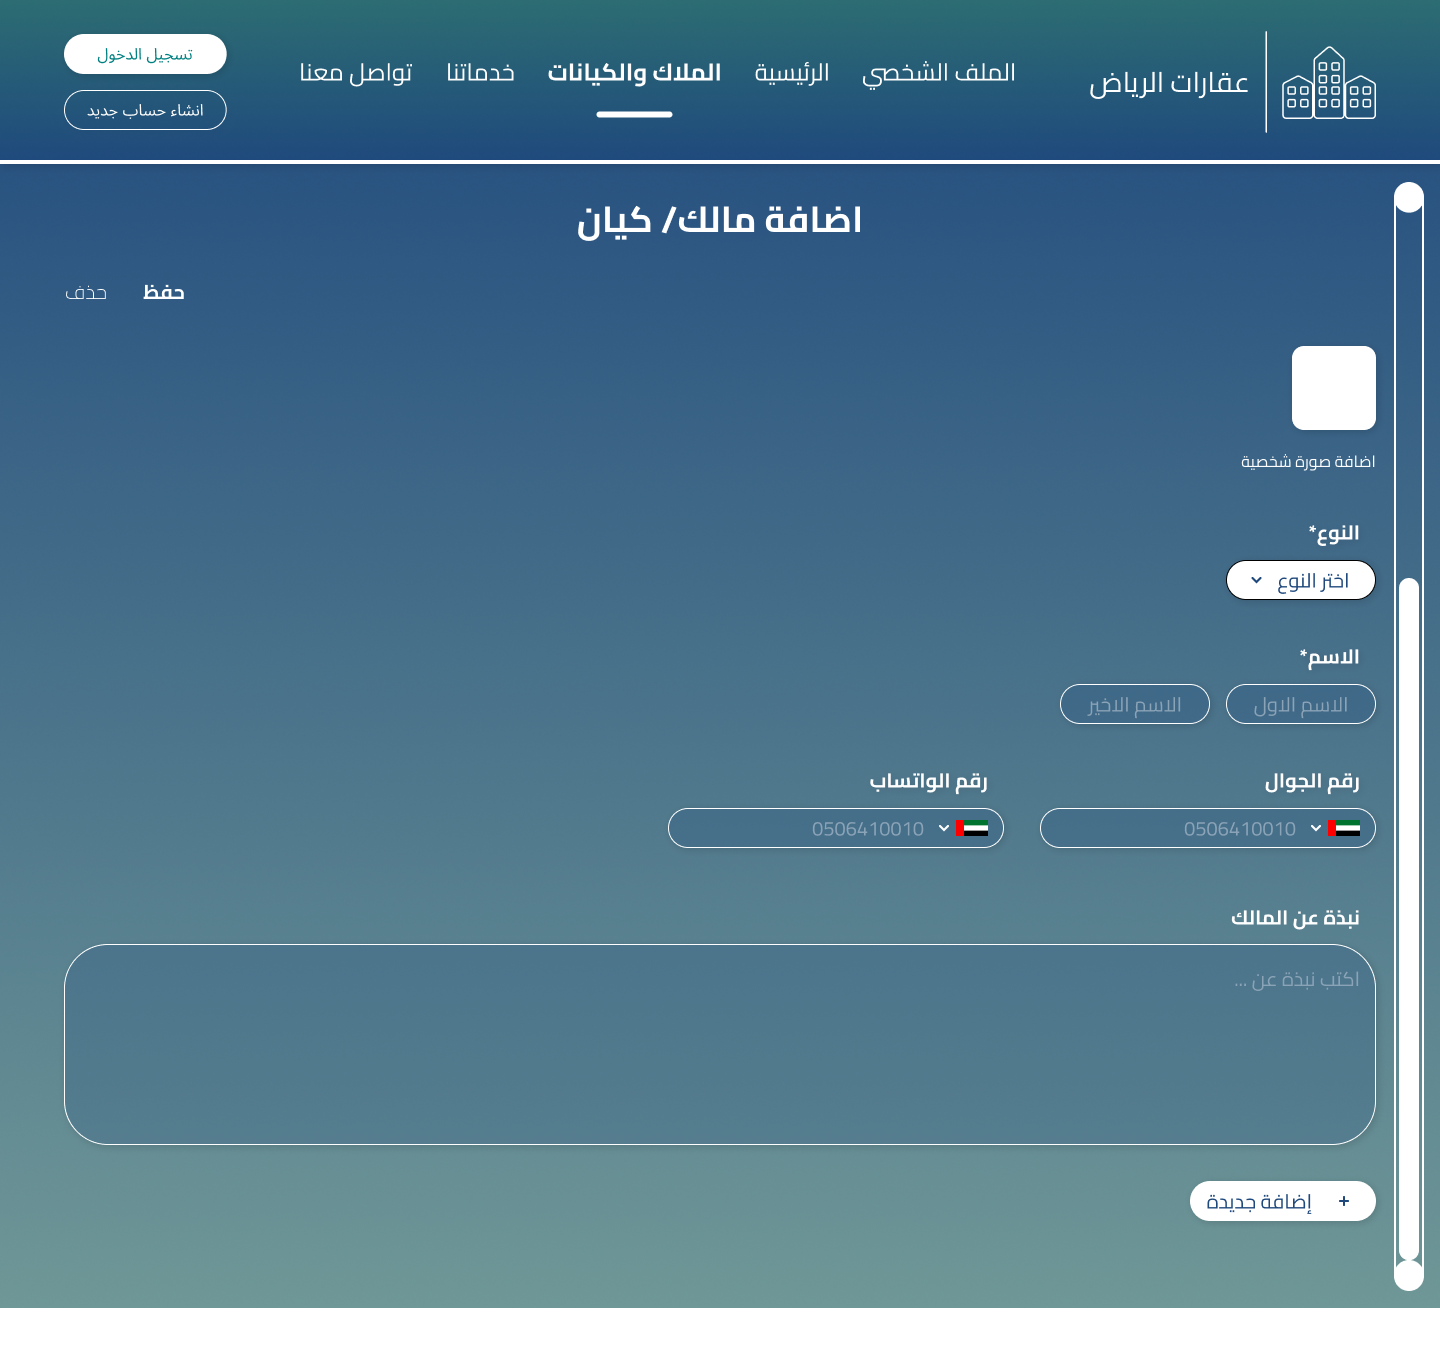 عقارات الرياض
الملف الشخصي
الرئيسية
الملاك والكيانات
خدماتنا
تواصل معنا
تسجيل الدخول
انشاء حساب جديد
اضافة مالك/ كيان
حفظ
حذف
اضافة صورة شخصية
النوع*
اختر النوع
الاسم*
الاسم الاول
الاسم الاخير
رقم الجوال
رقم الواتساب
0506410010
0506410010
نبذة عن المالك
اكتب نبذة عن ...
+ إضافة جديدة